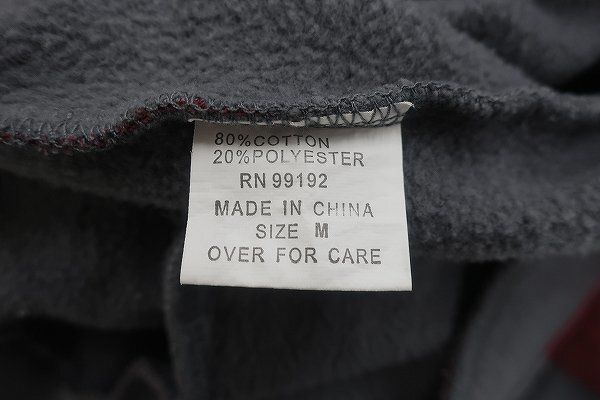 80%COTTON
20%POLYESTER
RN 99192
MADE IN CHINA
SIZE M
OVER FOR CARE